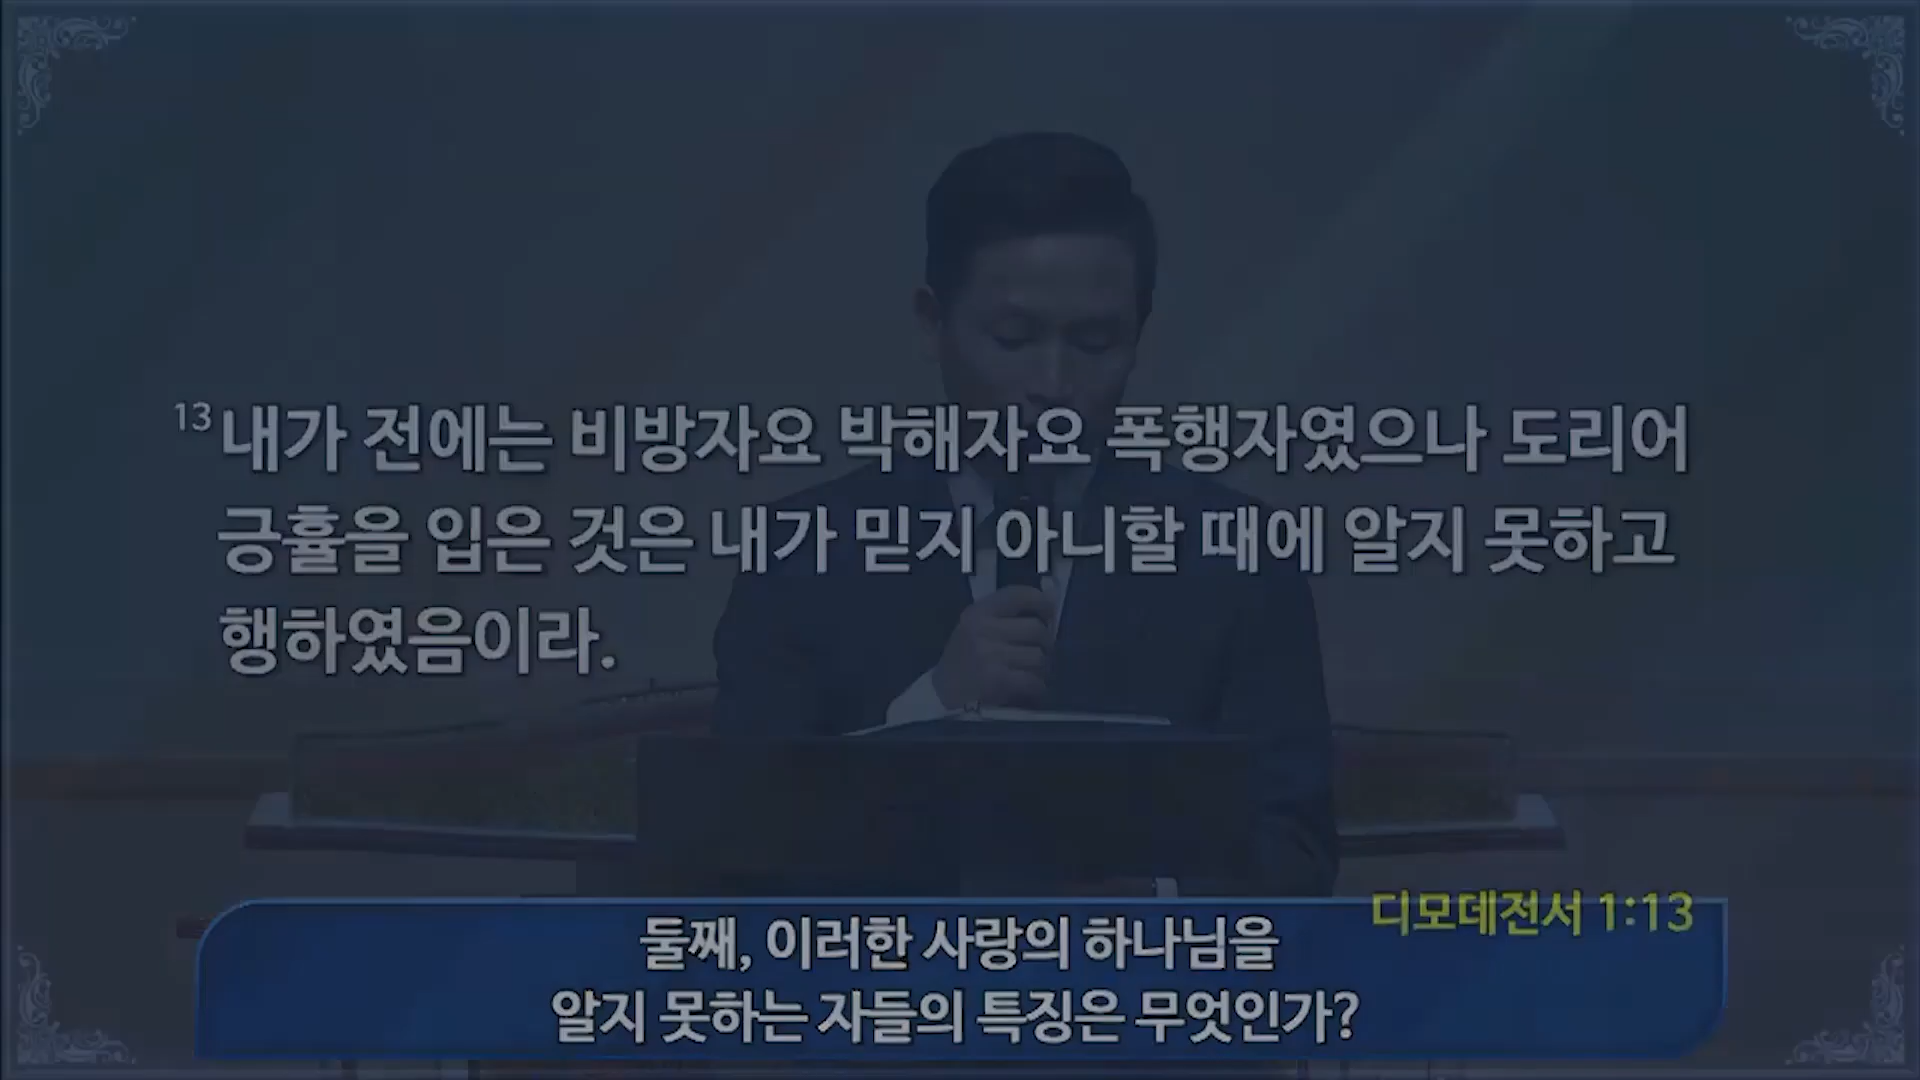 13 내가 전에는 비방자요 박해자요 폭행자였으나 도리어
긍휼을 입은 것은 내가 믿지 아니할 때에 알지 못하고
행하였음이라.
디모데전서 1:13
둘째, 이러한 사랑의 하나님을
알지 못하는 자들의 특징은 무엇인가?